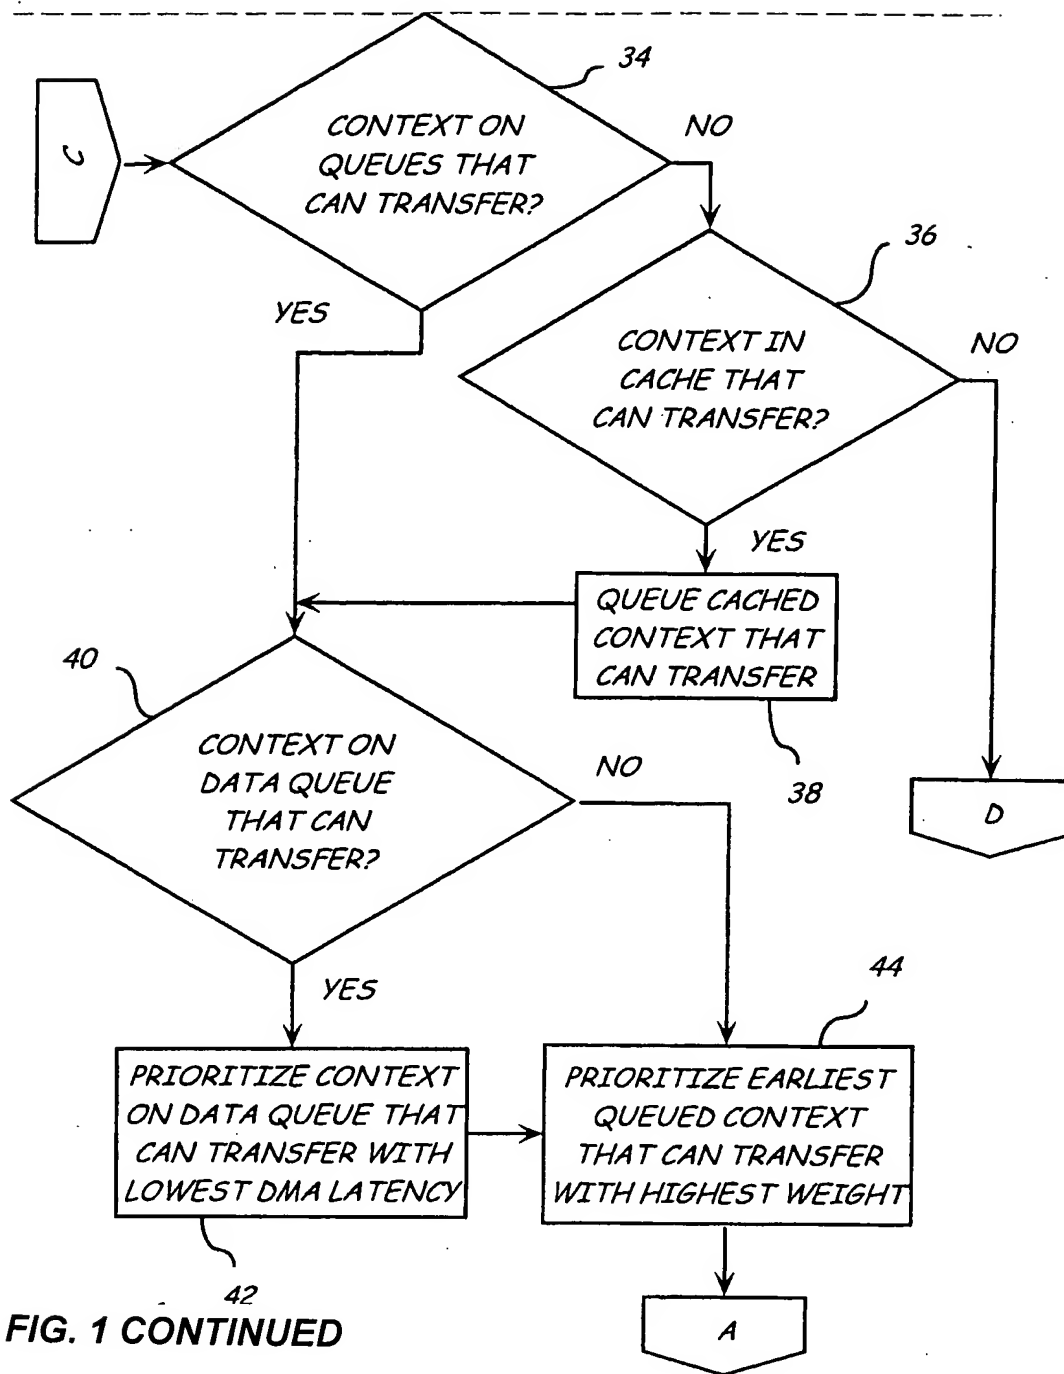 34
C
CONTEXT ON
QUEUES THAT
CAN TRANSFER?
NO
36
YES
CONTEXT IN
CACHE THAT
CAN TRANSFER?
NO
YES
QUEUE CACHED
CONTEXT THAT
CAN TRANSFER
38
40
CONTEXT ON
DATA QUEUE
THAT CAN
TRANSFER?
NO
D
YES
44
PRIORITIZE CONTEXT
ON DATA QUEUE THAT
CAN TRANSFER WITH
LOWEST DMA LATENCY
PRIORITIZE EARLIEST
QUEUED CONTEXT
THAT CAN TRANSFER
WITH HIGHEST WEIGHT
42
FIG. 1 CONTINUED
A